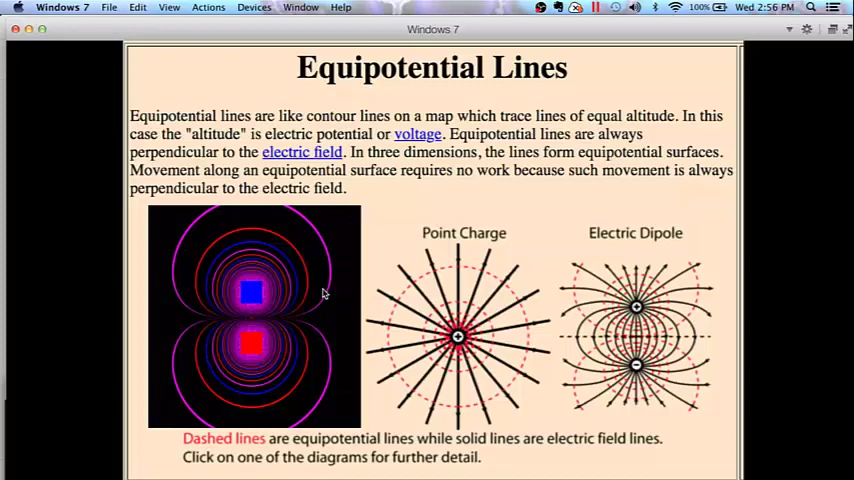 Windows 7 File Edit View Actions Devices Window Help 100% Wed 2:56 PM
Windows 7
Equipotential Lines
Equipotential lines are like contour lines on a map which trace lines of equal altitude. In this
case the "altitude" is electric potential or voltage. Equipotential lines are always
perpendicular to the electric field. In three dimensions, the lines form equipotential surfaces.
Movement along an equipotential surface requires no work because such movement is always
perpendicular to the electric field.
Point Charge
Electric Dipole
Dashed lines are equipotential lines while solid lines are electric field lines.
Click on one of the diagrams for further detail.